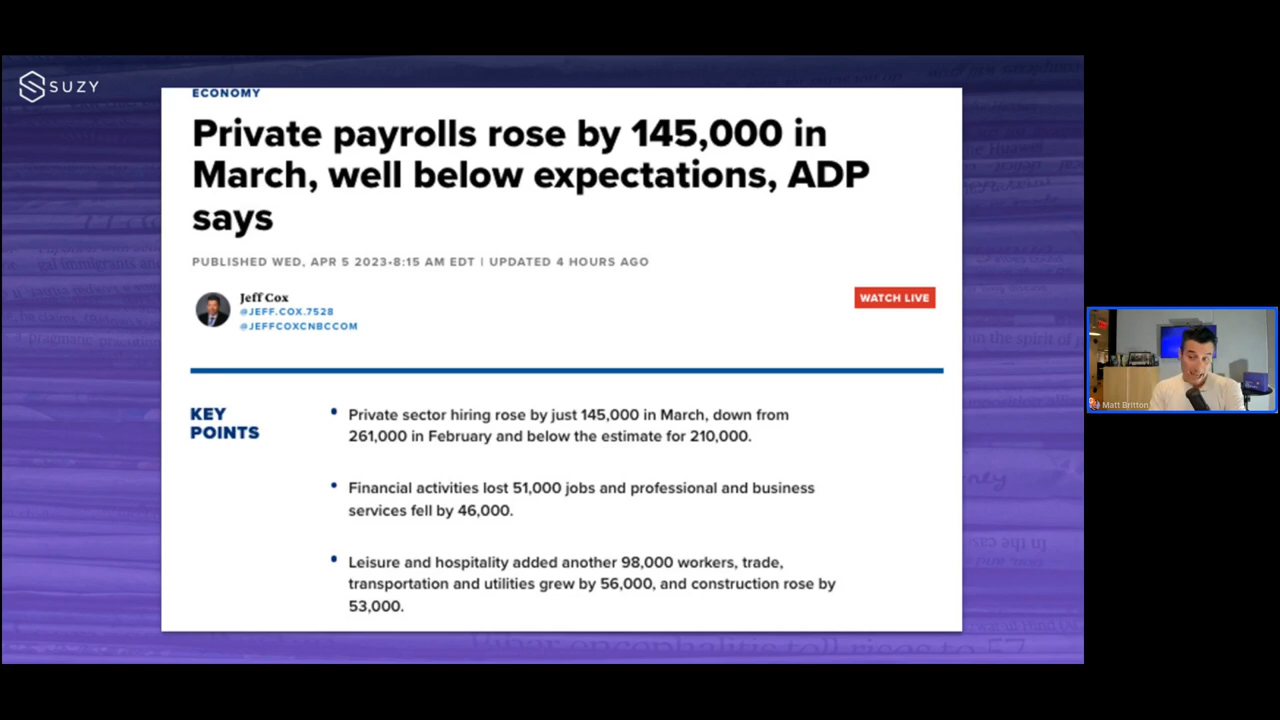 SUZY
ECONOMY
Private payrolls rose by 145,000 in
March, well below expectations, ADP
says
PUBLISHED WED, APR 5 2023•8:15 AM EDT | UPDATED 4 HOURS AGO
Jeff Cox
@JEFF.COX.7528
@JEFFCOXCNBCCOM
WATCH LIVE
KEY
POINTS
• Private sector hiring rose by just 145,000 in March, down from
261,000 in February and below the estimate for 210,000.
• Financial activities lost 51,000 jobs and professional and business
services fell by 46,000.
• Leisure and hospitality added another 98,000 workers, trade,
transportation and utilities grew by 56,000, and construction rose by
53,000.
Matt Britton